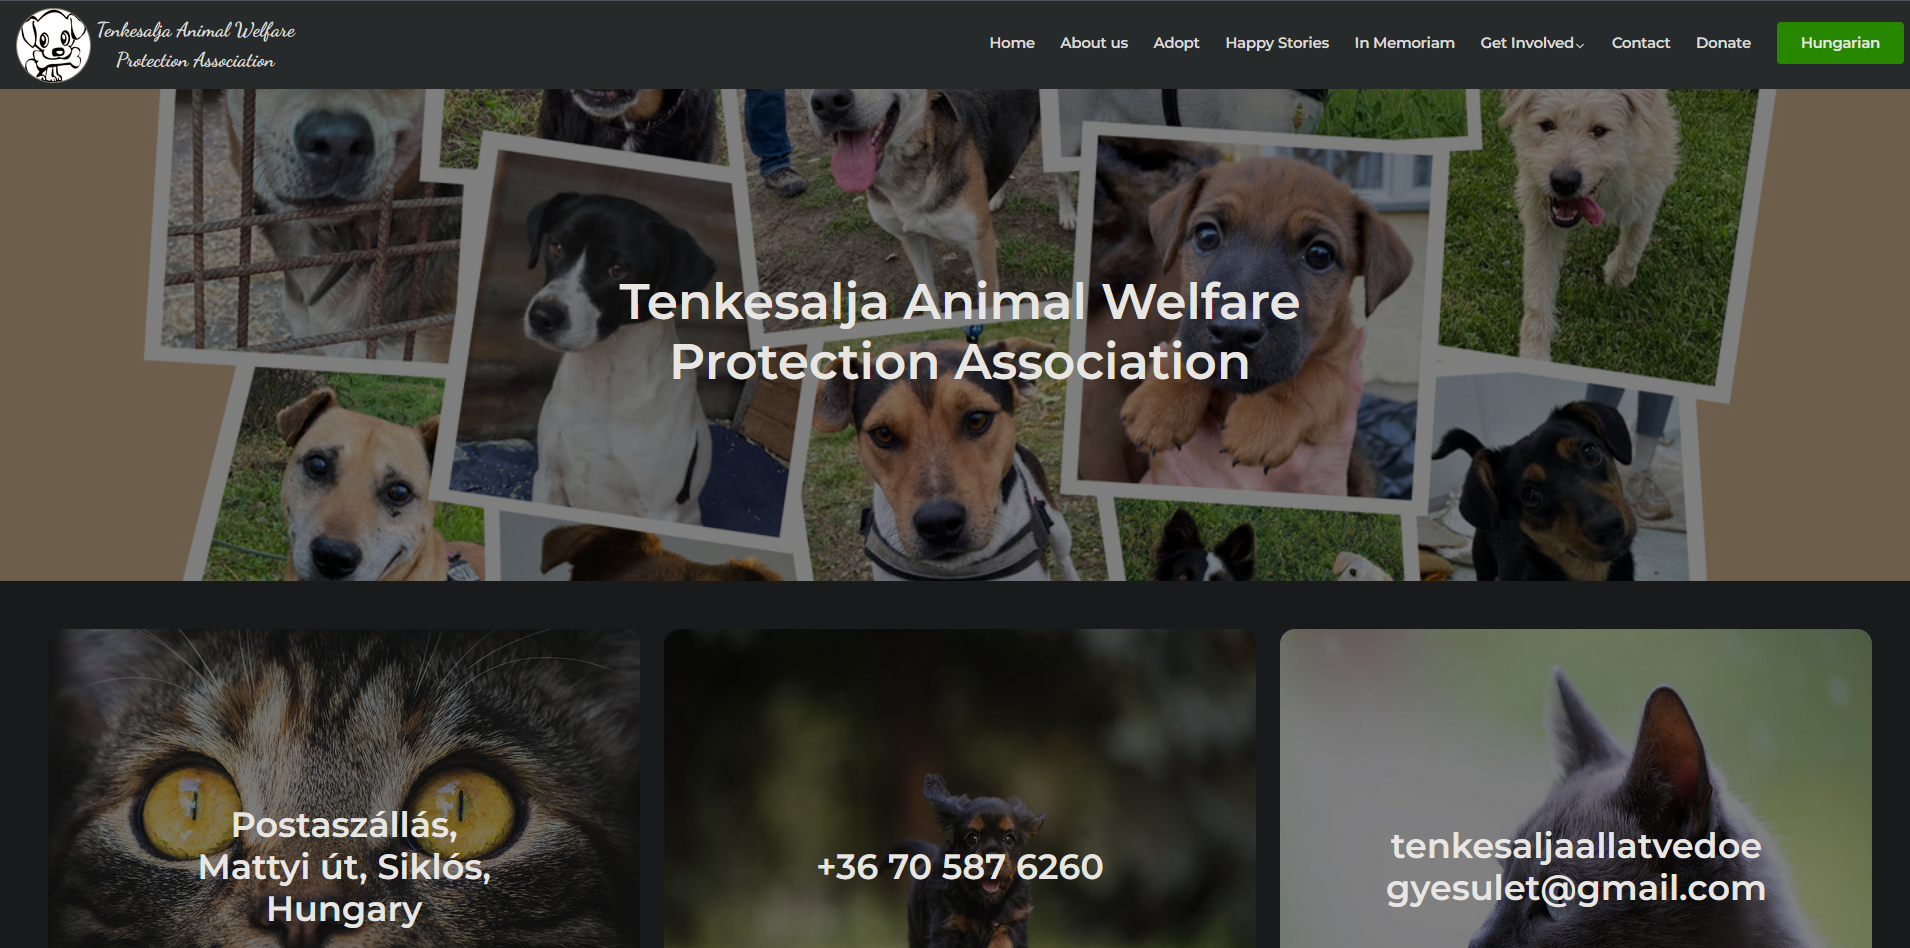 Tenkesalja Animal Welfare
Protection Association
Home About us Adopt Happy Stories In Memoriam Get Involved Contact Donate Hungarian
Tenkesalja Animal Welfare
Protection Association
Postaszállás,
Mattyi út, Siklós,
Hungary
+36 70 587 6260
tenkesaljaallatvedoe
gyesulet@gmail.com